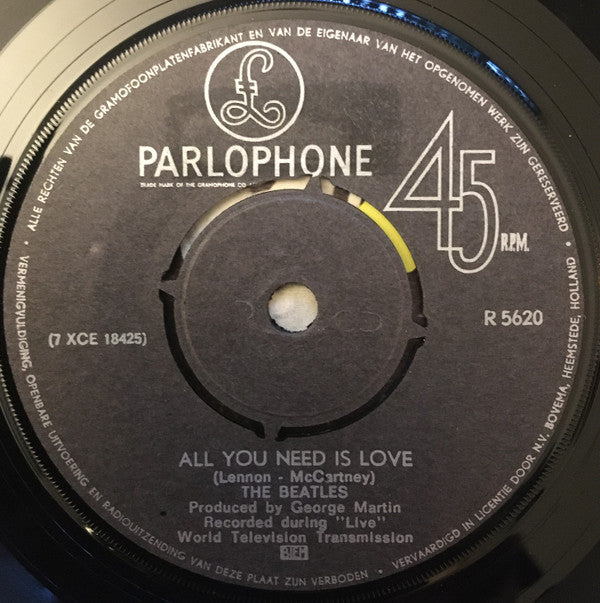 • ALLE RECHTEN VAN DE GRAMOFOONPLATENFABRIKANT EN VAN DE EIGENAAR VAN HET OPGENOMEN WERK ZIJN GERESERVEERD •
£
PARLOPHONE
TRADE MARK OF THE GRAMOPHONE CO.
45
R.P.M.
R 5620
(7 XCE 18425)
ALL YOU NEED IS LOVE
(Lennon - McCartney)
THE BEATLES
Produced by George Martin
Recorded during "Live"
World Television Transmission
BIEM
VERMENIGVULDIGING, OPENBARE UITVOERING EN RADIOUITZENDING VAN DEZE PLAAT ZIJN VERBODEN •
VERVAARDIGD IN LICENTIE DOOR N.V. BOVEMA, HEEMSTEDE, HOLLAND